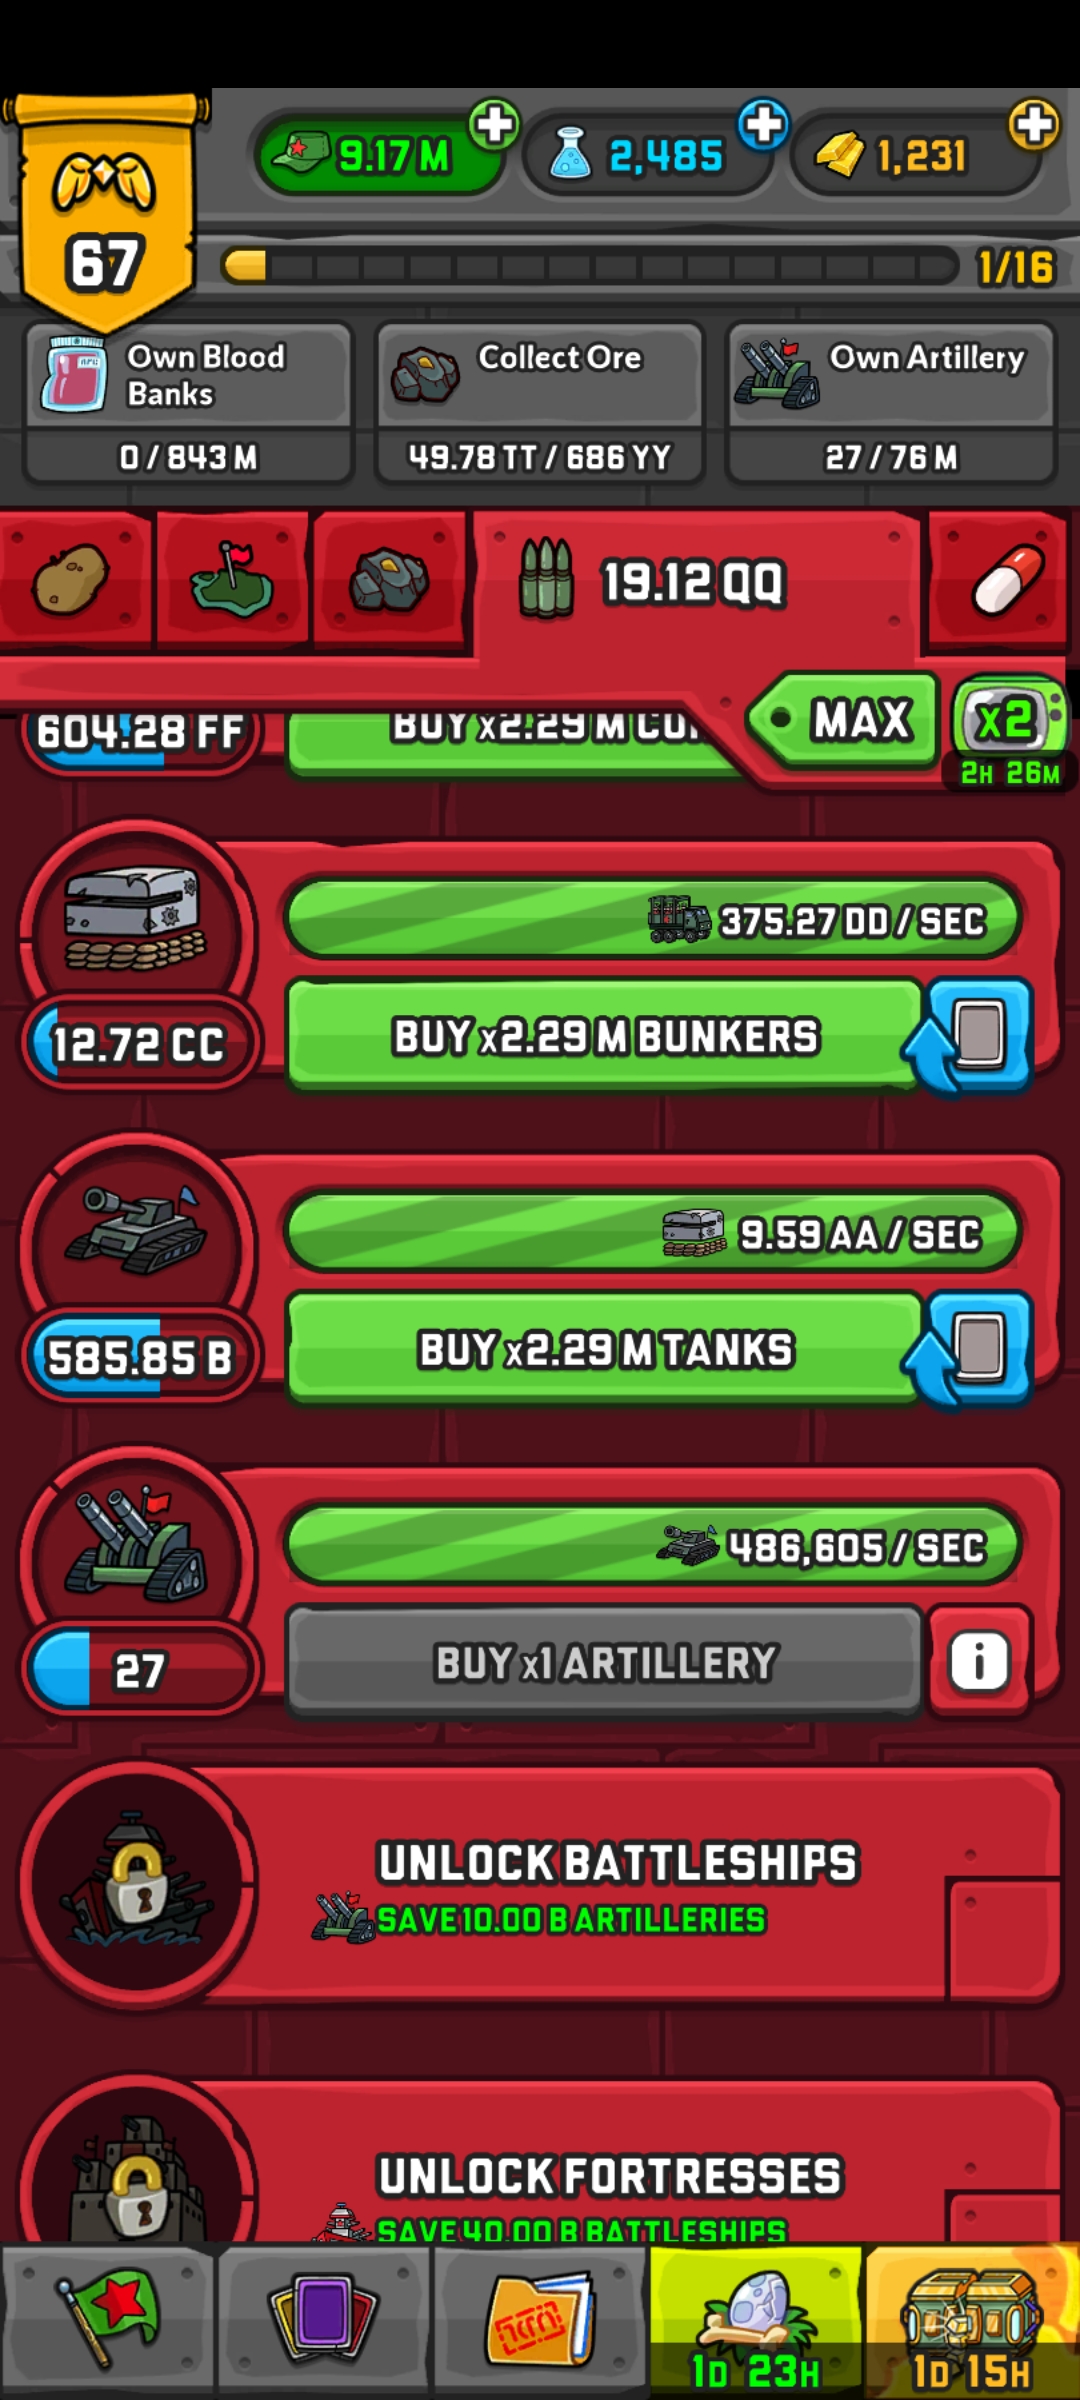 67
9.17 M
2,485
1,231
1/16
Own Blood
Banks
0 / 843 M
Collect Ore
49.78 TT / 686 YY
Own Artillery
27 / 76 M
19.12 QQ
MAX
x2
2H 26M
604.28 FF
BUY x2.29 M
375.27 DD / SEC
12.72 CC
BUY x2.29 M BUNKERS
9.59 AA / SEC
585.85 B
BUY x2.29 M TANKS
486,605 / SEC
27
BUY x1 ARTILLERY
i
UNLOCK BATTLESHIPS
SAVE 10.00 B ARTILLERIES
UNLOCK FORTRESSES
SAVE 40.00 B BATTLESHIPS
1D 23H
1D 15H